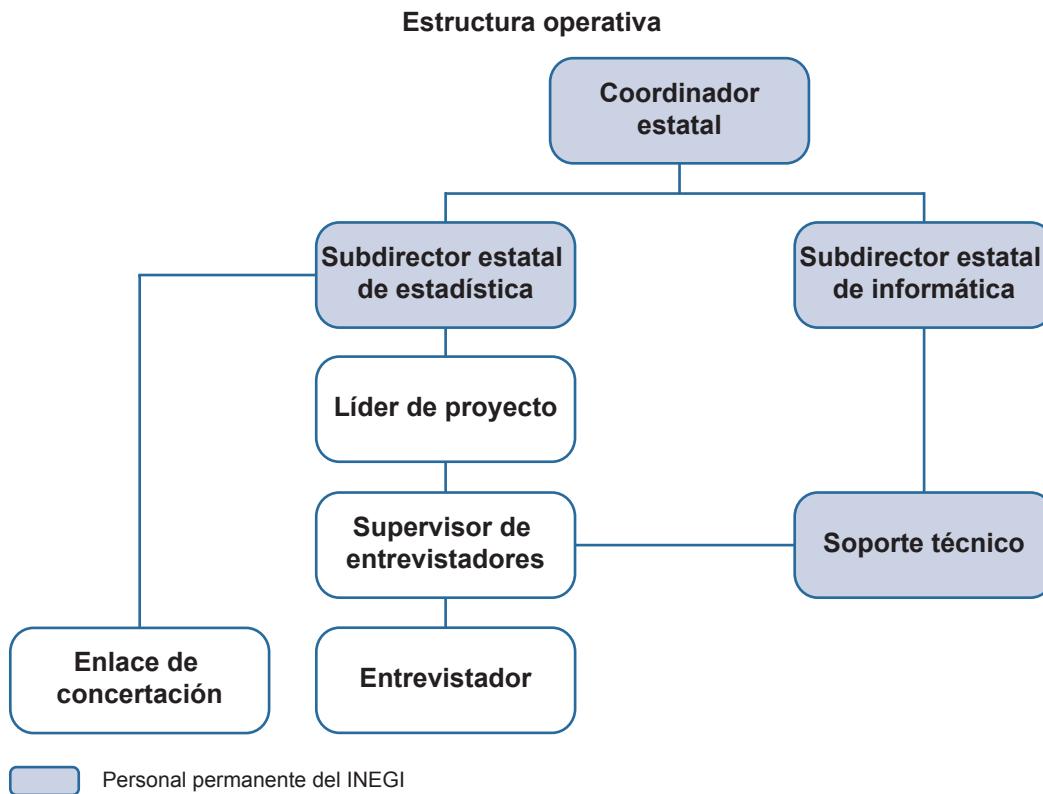 Estructura operativa
Coordinador
estatal
Subdirector estatal
de estadística
Subdirector estatal
de informática
Líder de proyecto
Supervisor de
entrevistadores
Soporte técnico
Enlace de
concertación
Entrevistador
Personal permanente del INEGI